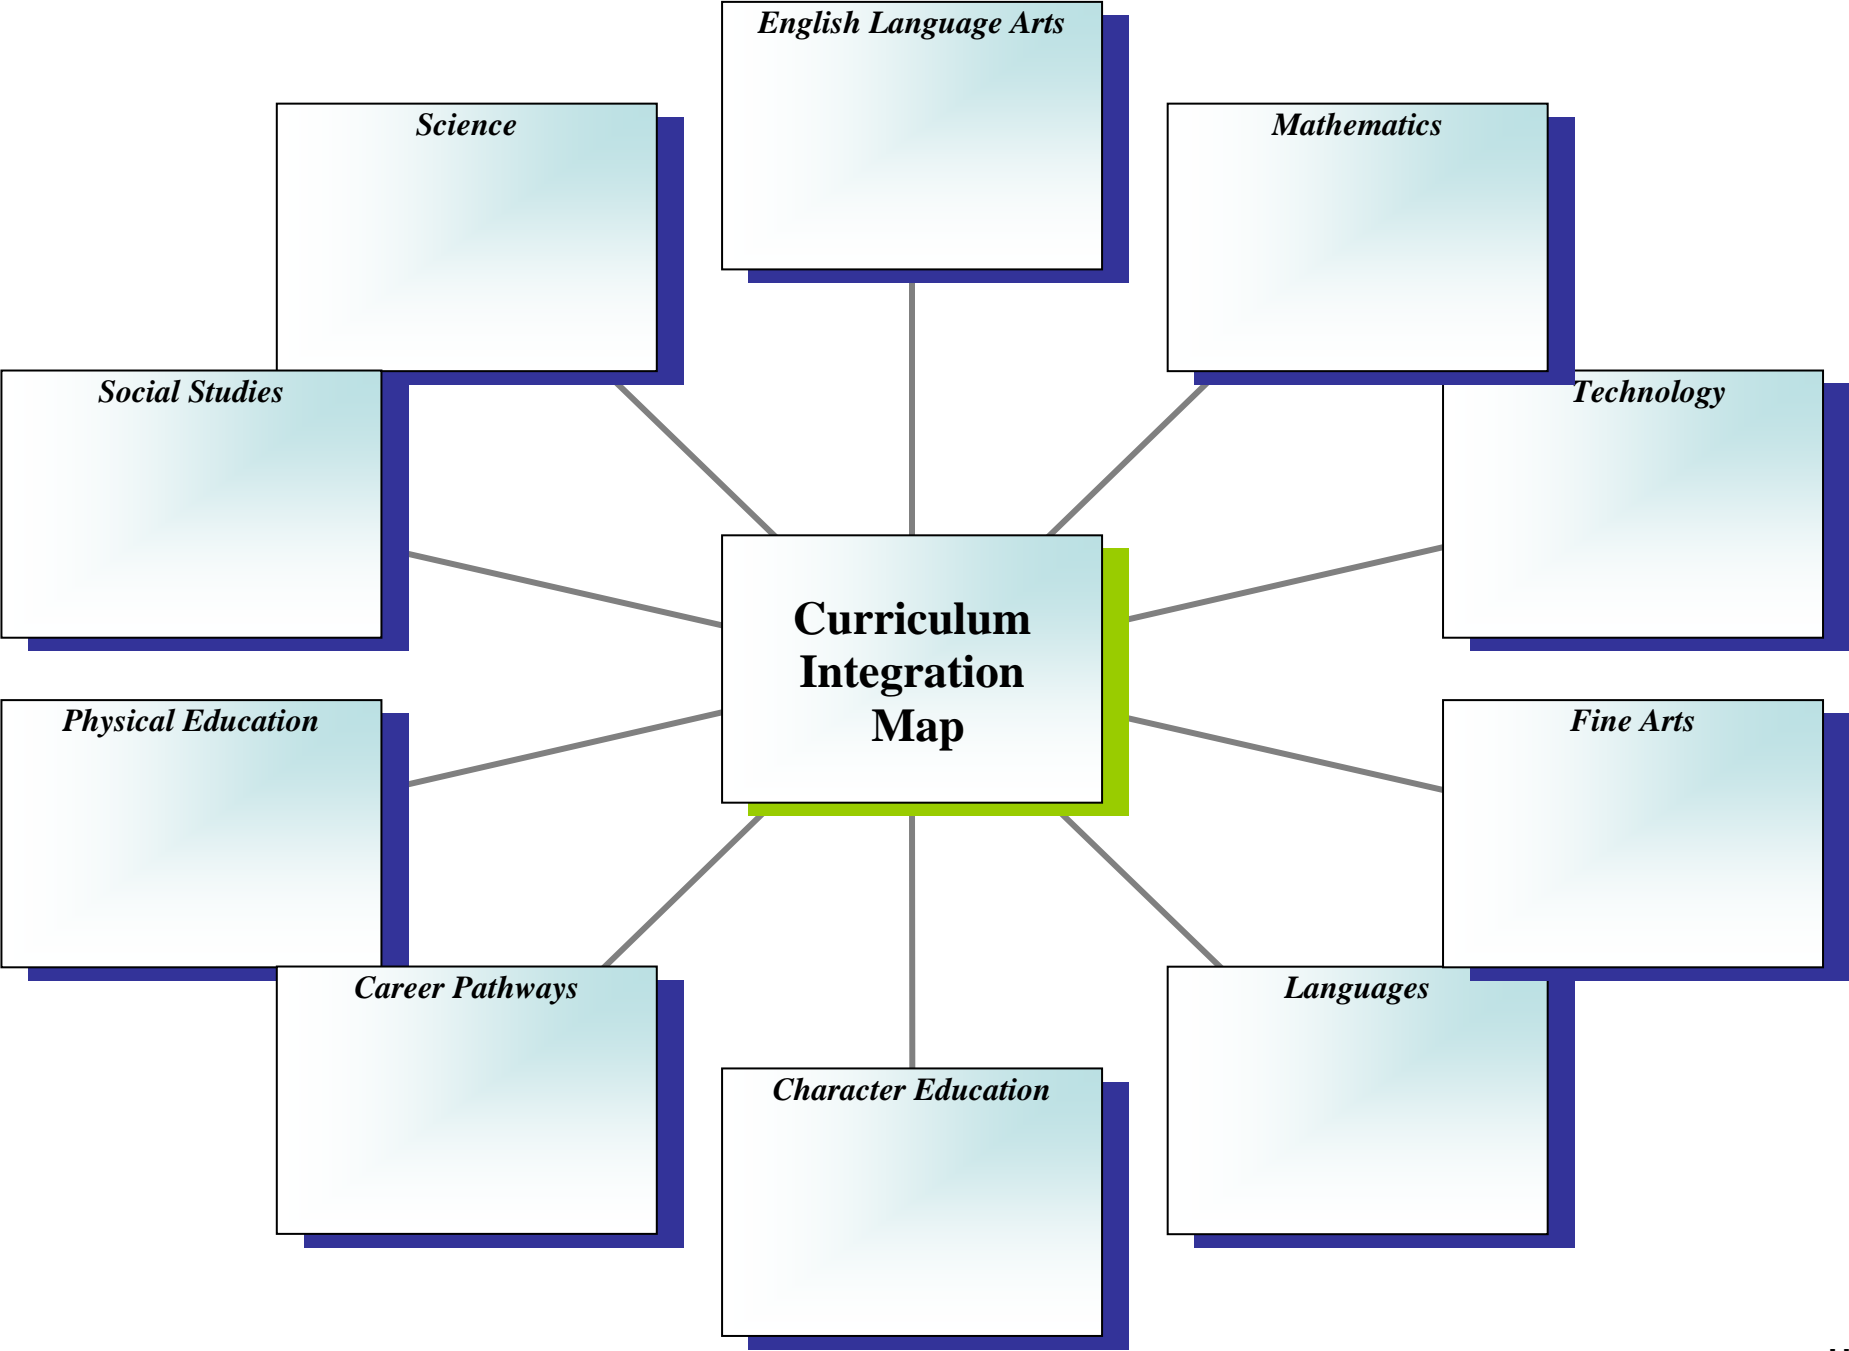 English Language Arts
Science
Mathematics
Social Studies
Technology
Curriculum
Integration
Map
Physical Education
Fine Arts
Career Pathways
Languages
Character Education